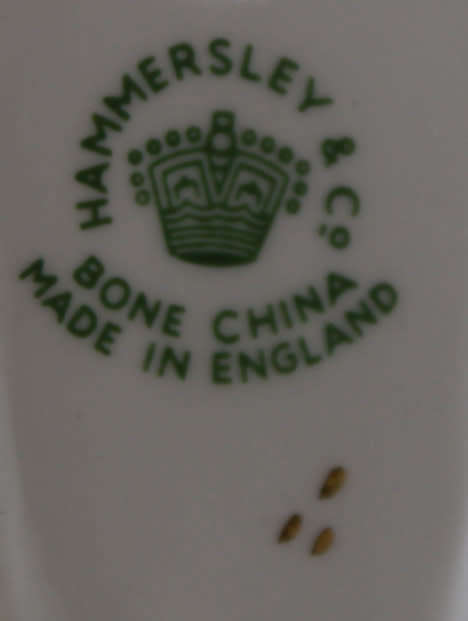 HAMMERSLEY & Co
BONE CHINA
MADE IN ENGLAND